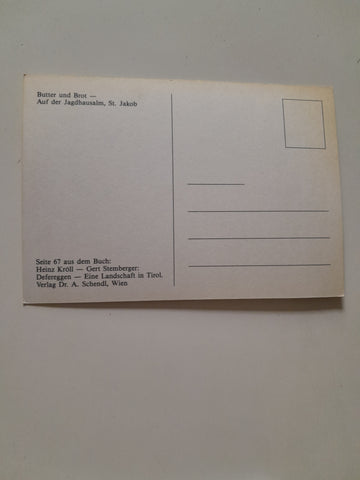 Butter und Brot —
Auf der Jagdhausalm, St. Jakob
Seite 67 aus dem Buch:
Heinz Kröll — Gert Stemberger:
Defereggen — Eine Landschaft in Tirol.
Verlag Dr. A. Schendl, Wien